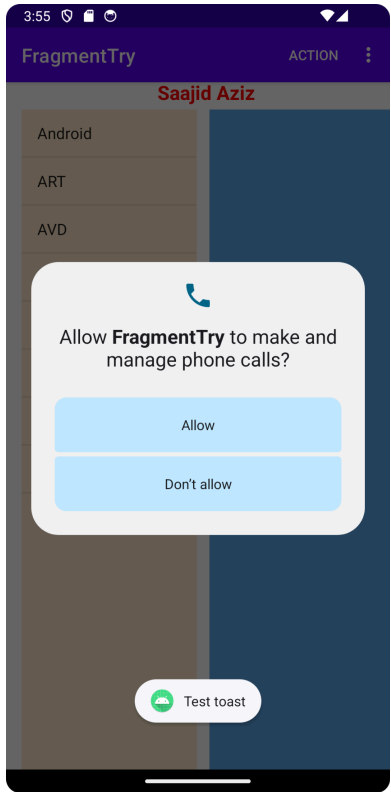 3:55
FragmentTry
ACTION
Saajid Aziz
Android
ART
AVD
Allow FragmentTry to make and
manage phone calls?
Allow
Don’t allow
Test toast